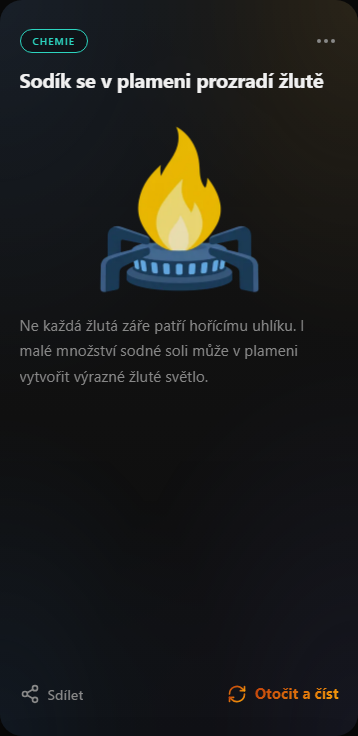 CHEMIE
Sodík se v plameni prozradí žlutě
Ne každá žlutá záře patří hořícímu uhlíku. I
malé množství sodné soli může v plameni
vytvořit výrazné žluté světlo.
Sdílet
Otočit a číst